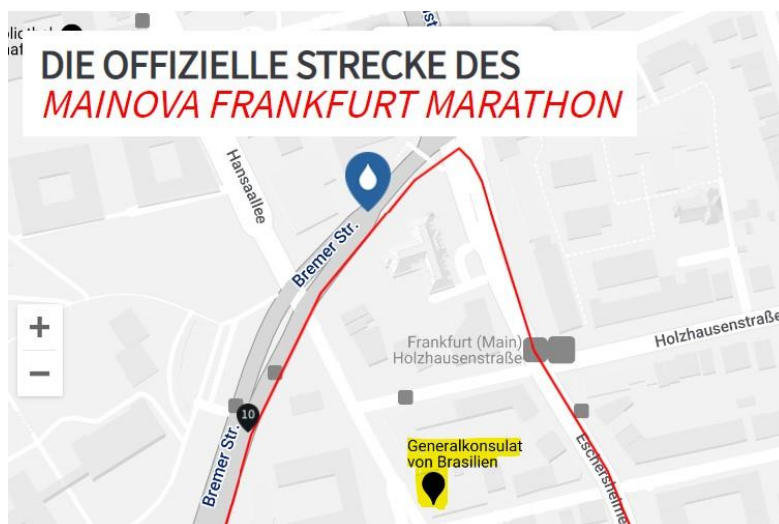 DIE OFFIZIELLE STRECKE DES
MAINOVA FRANKFURT MARATHON
Hansaallee
Bremer Str.
+
−
Frankfurt (Main)
Holzhausenstraße
Holzhausenstraße
10
Bremer Str.
Generalkonsulat
von Brasilien